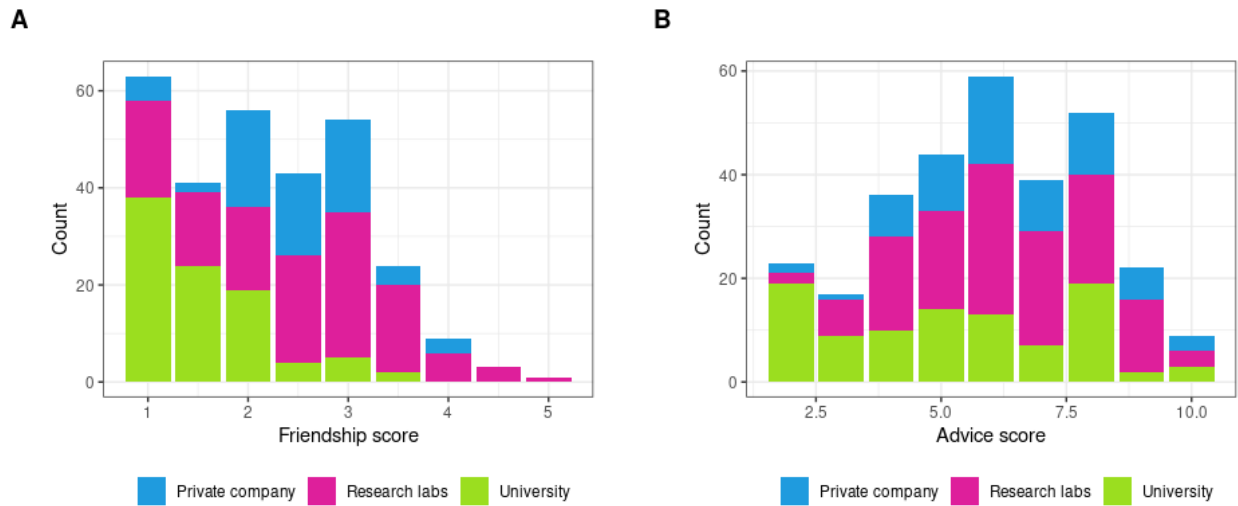 A
60
40
20
0
Count
1 2 3 4 5
Friendship score
Private company Research labs University
B
60
40
20
0
Count
2.5 5.0 7.5 10.0
Advice score
Private company Research labs University